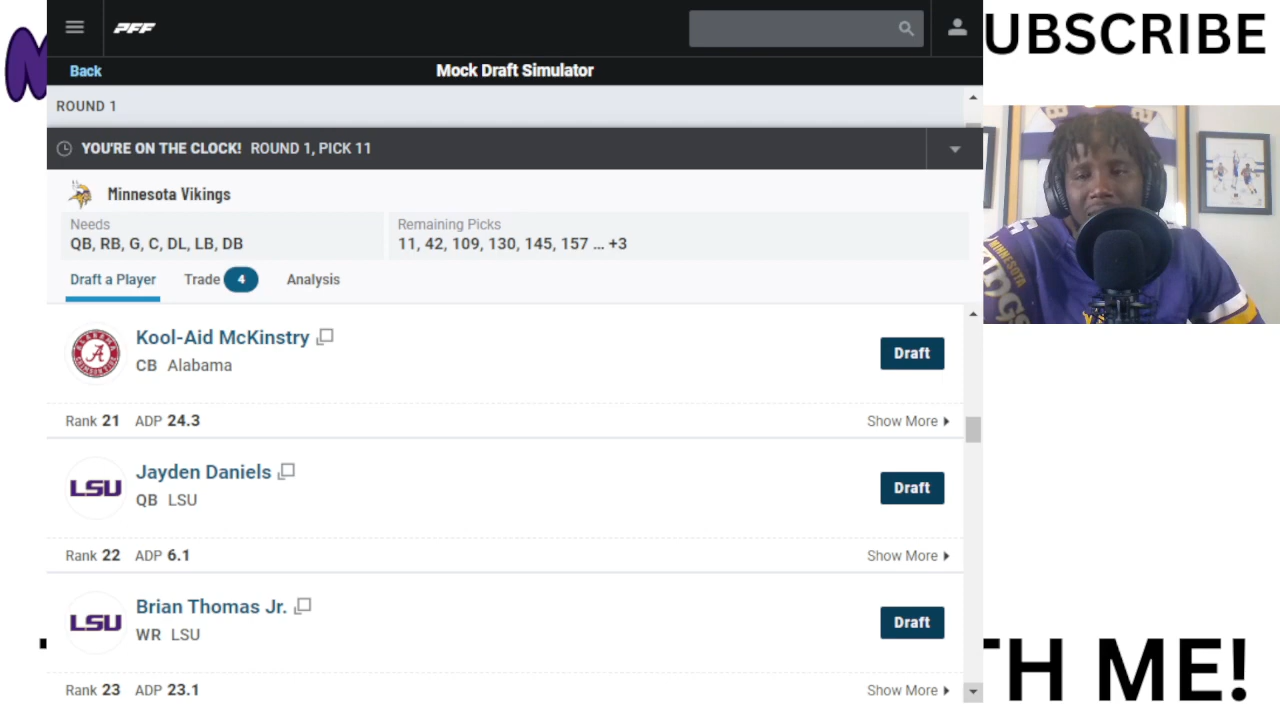 UBSCRIBE
PFF
Back
Mock Draft Simulator
ROUND 1
YOU'RE ON THE CLOCK! ROUND 1, PICK 11
Minnesota Vikings
Needs
QB, RB, G, C, DL, LB, DB
Remaining Picks
11, 42, 109, 130, 145, 157 ... +3
Draft a Player
Trade 4
Analysis
Kool-Aid McKinstry
CB Alabama
Draft
Rank 21 ADP 24.3
Show More
LSU
Jayden Daniels
QB LSU
Draft
Rank 22 ADP 6.1
Show More
LSU
Brian Thomas Jr.
WR LSU
Draft
Rank 23 ADP 23.1
Show More
TH ME!
MINNESOTA